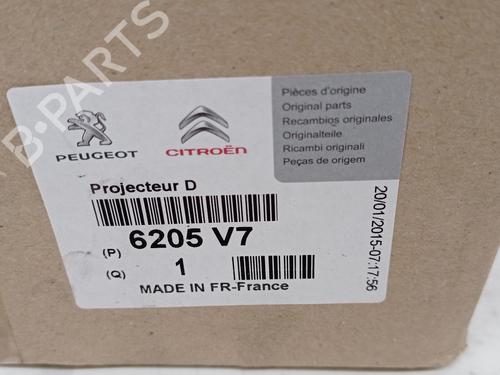 B-PARTS
PEUGEOT
CITROËN
Pièces d'origine
Original parts
Recambios originales
Originalteile
Ricambi originali
Peças de origem
Projecteur D
(P) 6205 V7
(Q) 1
MADE IN FR-France
20/01/2015-07:17:56